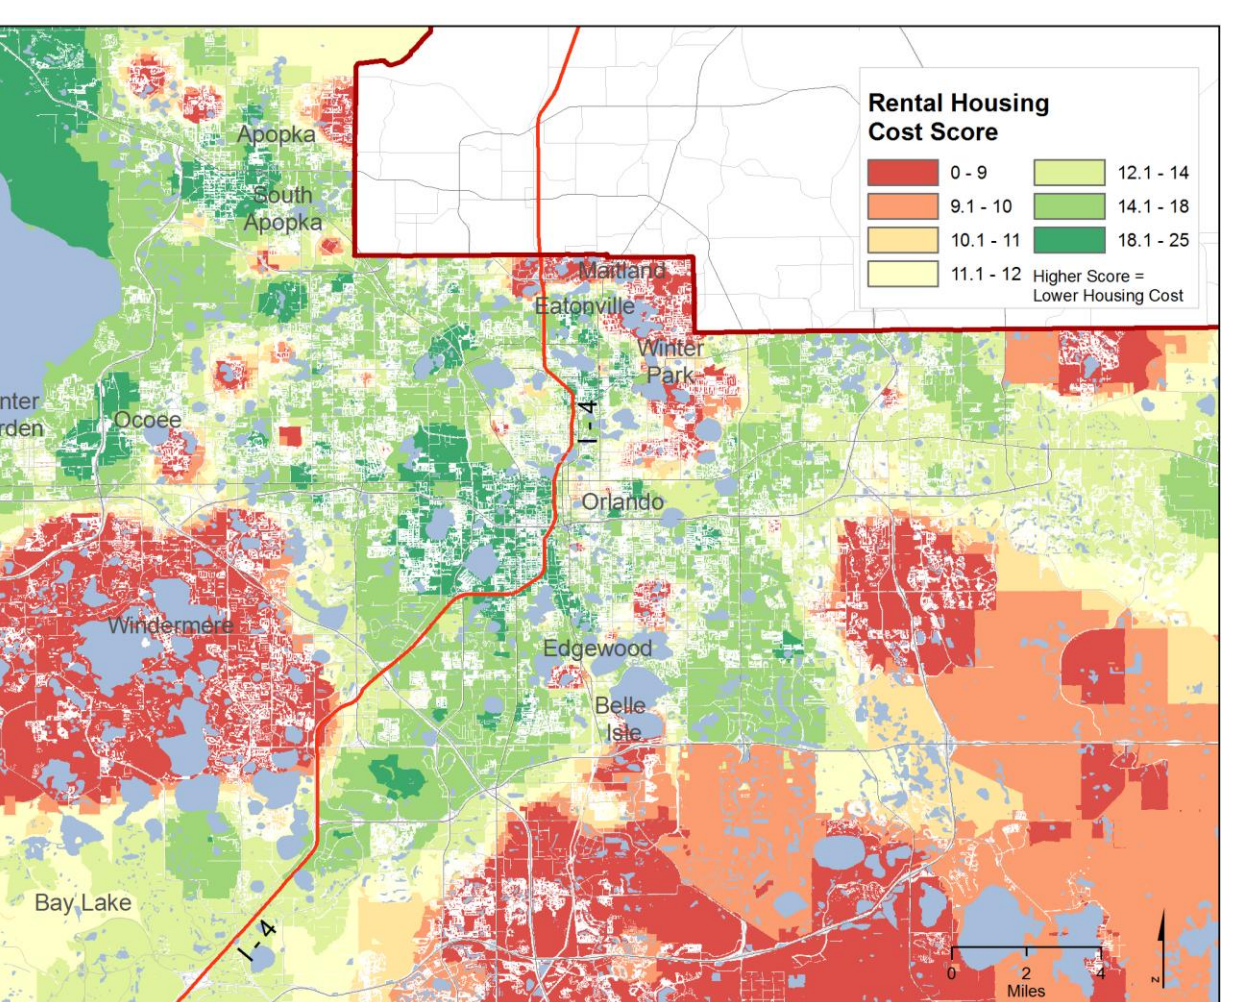 Rental Housing
Cost Score
0 - 9
9.1 - 10
10.1 - 11
11.1 - 12
12.1 - 14
14.1 - 18
18.1 - 25
Higher Score =
Lower Housing Cost
Apopka
South
Apopka
Maitland
Eatonville
Winter
Park
I - 4
nter
rden
Ocoee
Orlando
Windermere
Edgewood
Belle
Isle
Bay Lake
I - 4
0 2 4
Miles
N